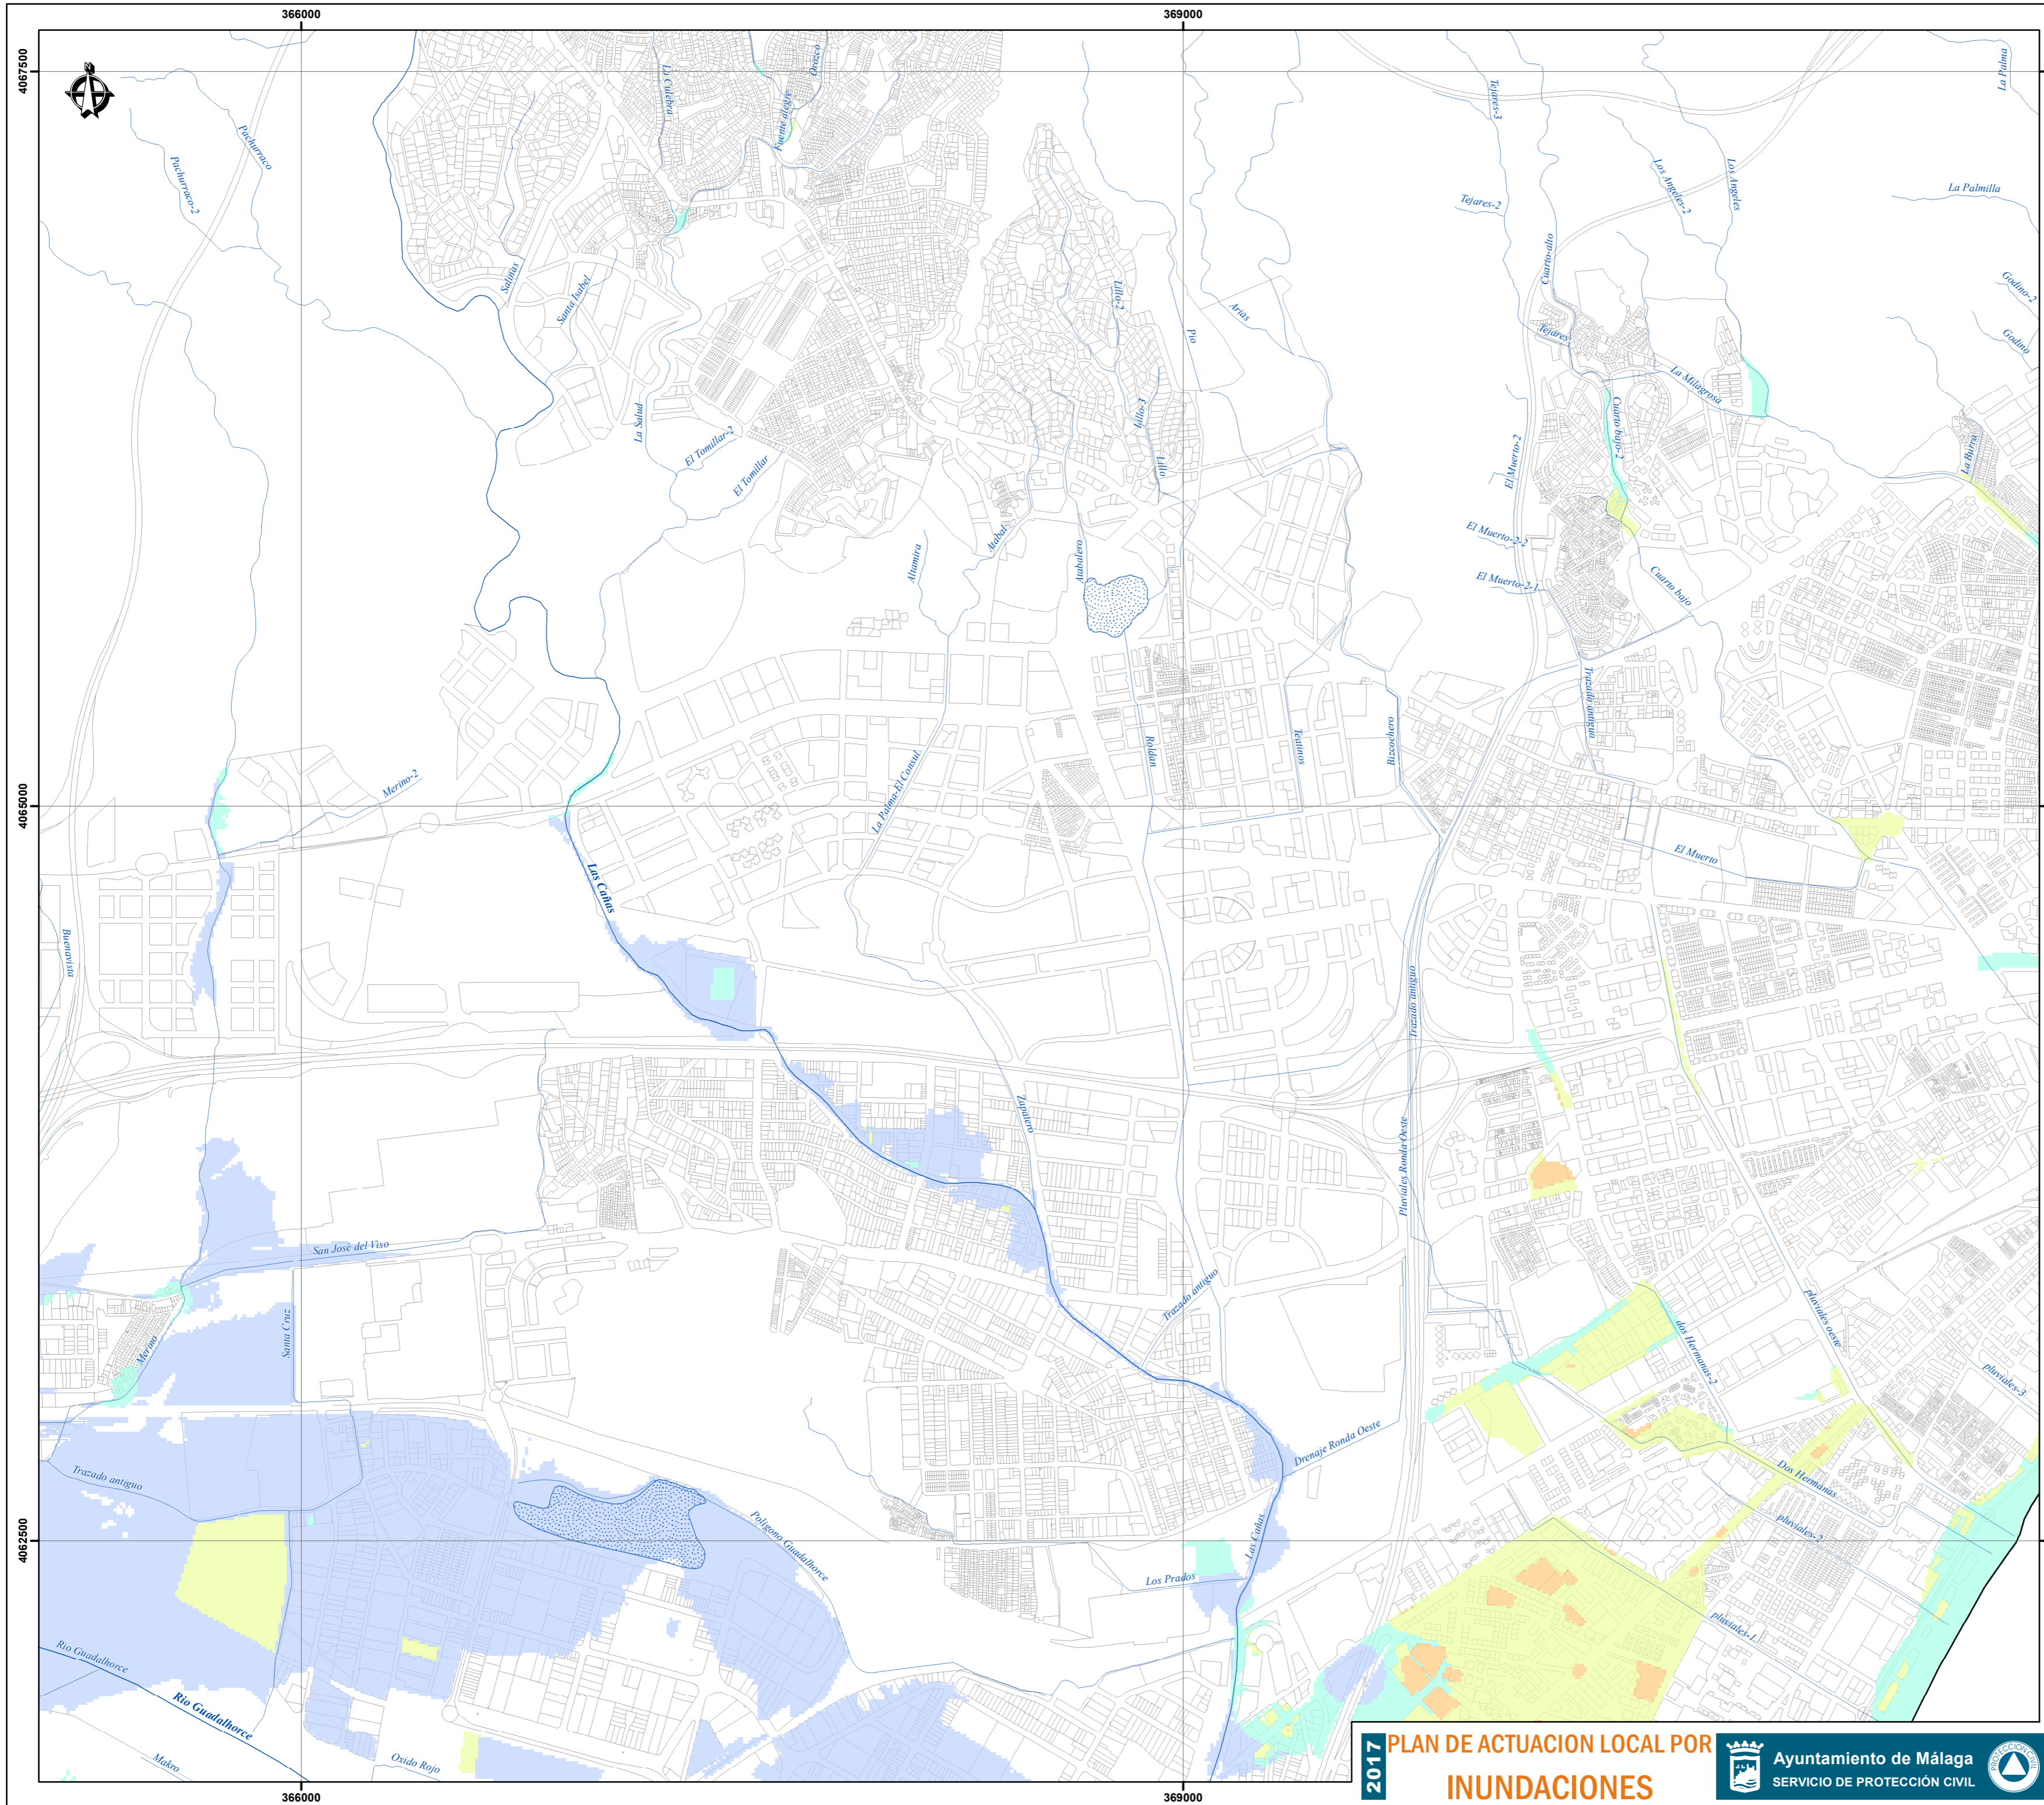 366000
369000
4067500
4065000
4062500
Pachurraco
Pachurraco-2
La Culebra
Fuente alegre
Orozco
Salinas
Santa Isabel
La Salud
El Tomillar-2
El Tomillar
Lillo-2
Lillo-3
Lillo
Pio
Arias
Tejares-3
Tejares-2
Cuarto-alto
Los Angeles-2
Los Angeles
La Palma
La Palmilla
Godino-2
Godino
Tejares
La Milagrosa
Cuarto bajo-2
La Burra
El Muerto-2
El Muerto-2-2
El Muerto-2-1
Cuarto bajo
Altamira
Atabal
Atabalero
Trazado antiguo
Merino-2
La Palma-El Consul
Roldan
Teatinos
Bizcochero
El Muerto
Las Cañas
Buenavista
Trazado antiguo
Zapatero
Pluviales Ronda Oeste
San José del Viso
Santa Cruz
Merino
Trazado antiguo
pluviales oeste
dos Hermanas-2
pluviales-3
Drenaje Ronda Oeste
Dos Hermanas
Trazado antiguo
Poligono Guadalhorce
Las Cañas
Los Prados
pluviales-2
pluviales-1
Rio Guadalhorce
Rio Guadalhorce
Makro
Oxido Rojo
2017
PLAN DE ACTUACION LOCAL POR
INUNDACIONES
Ayuntamiento de Málaga
SERVICIO DE PROTECCIÓN CIVIL
PROTECCION CIVIL
366000
369000